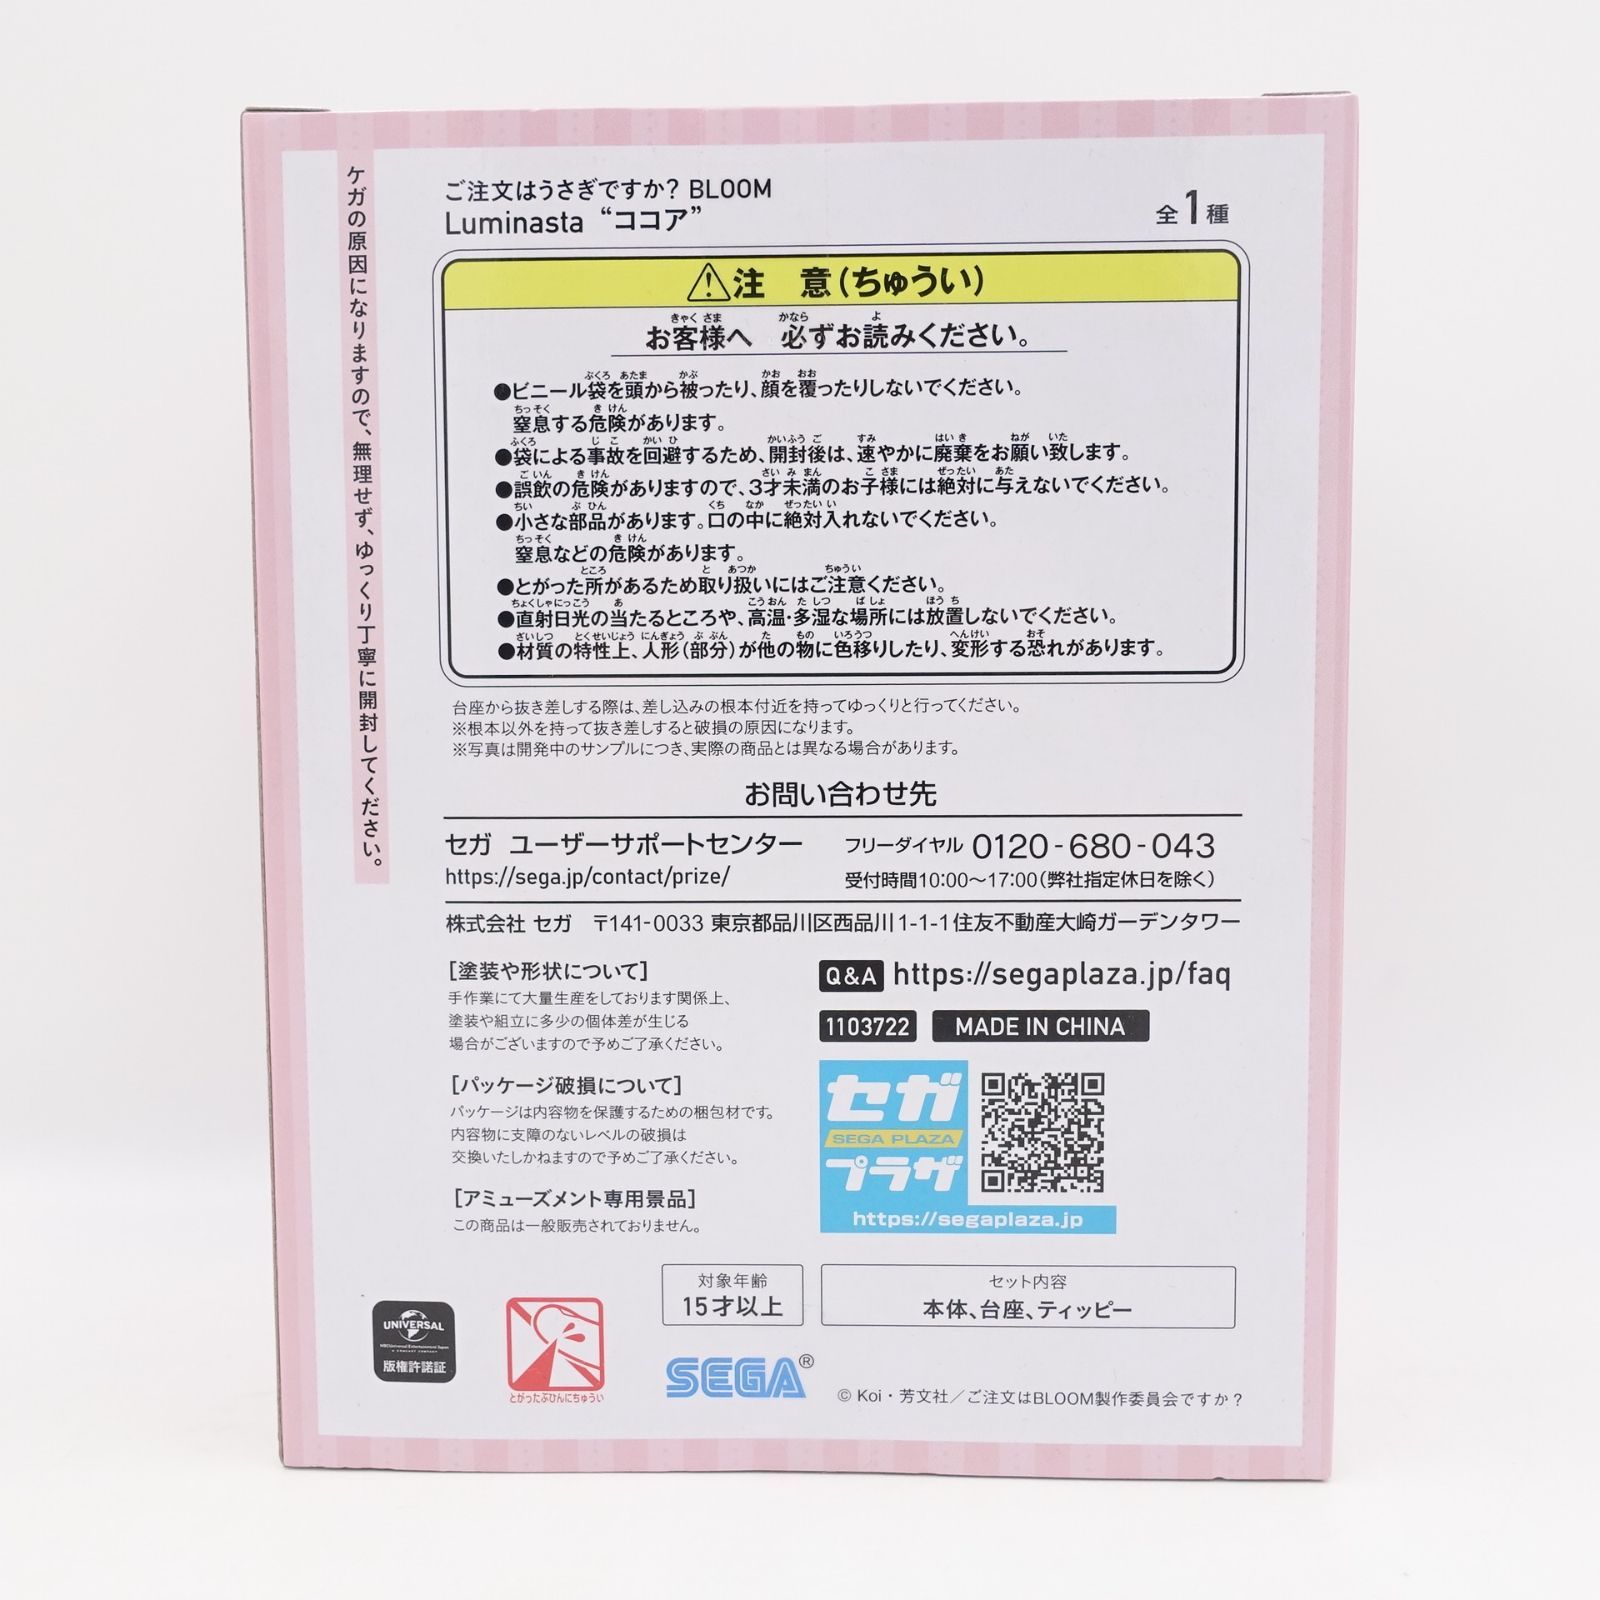 ケガの原因になりますので、無理せず、ゆっくり丁寧に開封してください。
ご注文はうさぎですか? BLOOM
Luminasta “ココア”
全1種
注 意(ちゅうい)
お客様へ 必ずお読みください。
●ビニール袋を頭から被ったり、顔を覆ったりしないでください。
窒息する危険があります。
●袋による事故を回避するため、開封後は、速やかに廃棄をお願い致します。
●誤飲の危険がありますので、3才未満のお子様には絶対に与えないでください。
●小さな部品があります。口の中に絶対入れないでください。
窒息などの危険があります。
●とがった所があるため取り扱いにはご注意ください。
●直射日光の当たるところや、高温・多湿な場所には放置しないでください。
●材質の特性上、人形(部分)が他の物に色移りしたり、変形する恐れがあります。
台座から抜き差しする際は、差し込みの根本付近を持ってゆっくりと行ってください。
※根本以外を持って抜き差しすると破損の原因になります。
※写真は開発中のサンプルにつき、実際の商品とは異なる場合があります。
お問い合わせ先
セガ ユーザーサポートセンター
https://sega.jp/contact/prize/
フリーダイヤル 0120-680-043
受付時間10:00〜17:00(弊社指定休日を除く)
株式会社 セガ 〒141-0033 東京都品川区西品川1-1-1住友不動産大崎ガーデンタワー
[塗装や形状について]
手作業にて大量生産をしております関係上、
塗装や組立に多少の個体差が生じる
場合がございますので予めご了承ください。
[パッケージ破損について]
パッケージは内容物を保護するための梱包材です。
内容物に支障のないレベルの破損は
交換いたしかねますので予めご了承ください。
[アミューズメント専用景品]
この商品は一般販売されておりません。
Q&A https://segaplaza.jp/faq
1103722 MADE IN CHINA
セガ
SEGA PLAZA
プラザ
https://segaplaza.jp
対象年齢
15才以上
セット内容
本体、台座、ティッピー
UNIVERSAL
NBCUniversal Entertainment Japan
A COMCAST COMPANY
版権許諾証
とがったぶひんにちゅうい
SEGA®
© Koi・芳文社/ご注文はBLOOM製作委員会ですか?